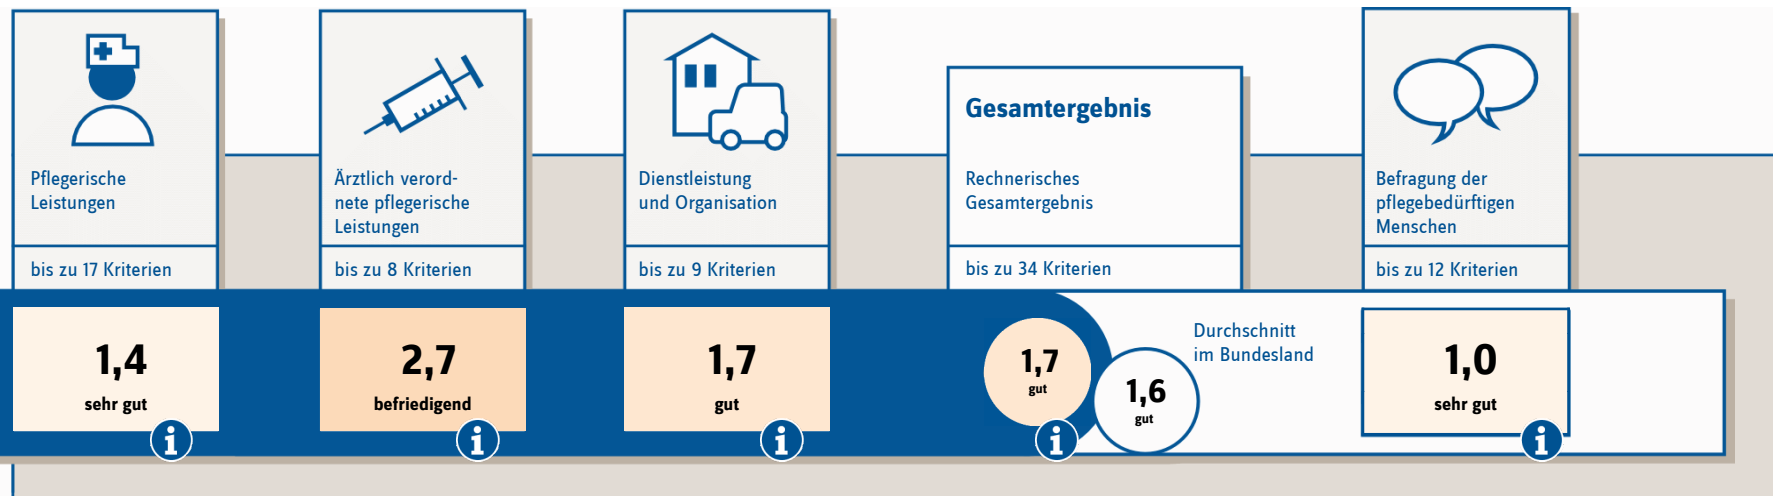 Pflegerische
Leistungen
bis zu 17 Kriterien
1,4
sehr gut
i
Ärztlich verord-
nete pflegerische
Leistungen
bis zu 8 Kriterien
2,7
befriedigend
i
Dienstleistung
und Organisation
bis zu 9 Kriterien
1,7
gut
i
Gesamtergebnis
Rechnerisches
Gesamtergebnis
bis zu 34 Kriterien
1,7
gut
i
Durchschnitt
im Bundesland
1,6
gut
Befragung der
pflegebedürftigen
Menschen
bis zu 12 Kriterien
1,0
sehr gut
i